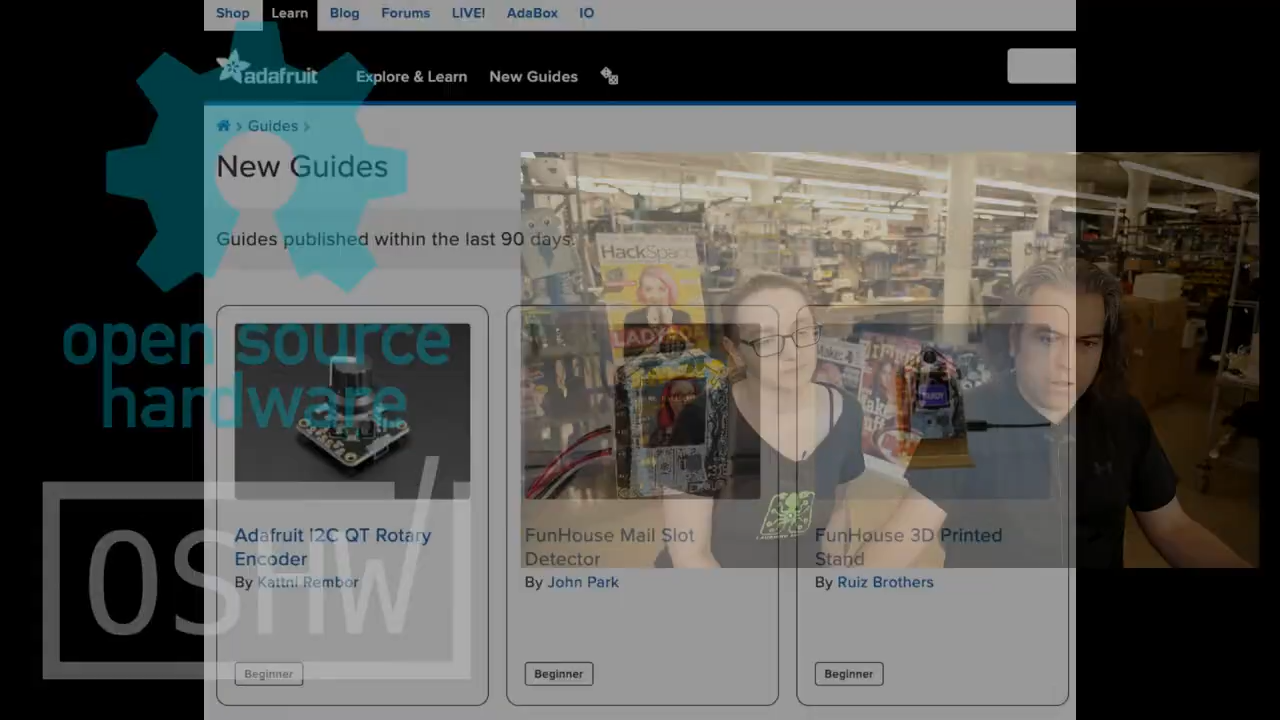 Shop Learn Blog Forums LIVE! AdaBox IO
adafruit Explore & Learn New Guides
Guides
New Guides
Guides published within the last 90 days.
HackSpace
LADY
open source
hardware
OSHW
Adafruit I2C QT Rotary
Encoder
By Kattni Rembor
Beginner
FunHouse Mail Slot
Detector
By John Park
Beginner
FunHouse 3D Printed
Stand
By Ruiz Brothers
Beginner